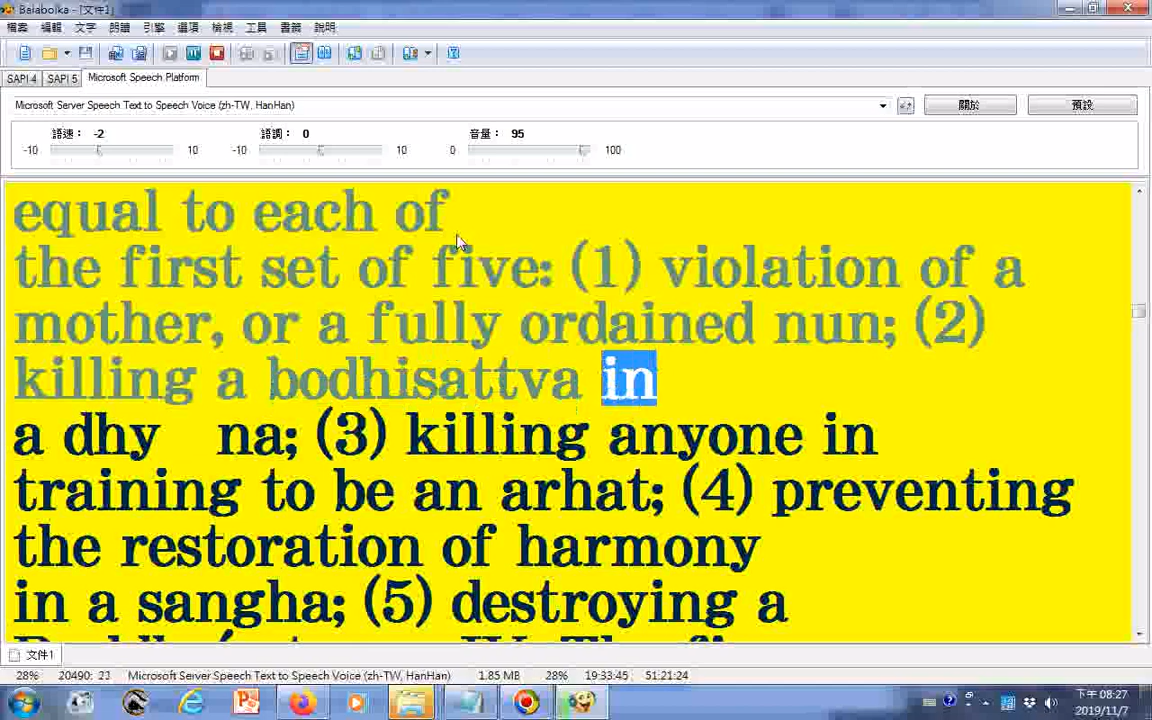 Balabolka - [文件1]
檔案 編輯 文字 朗讀 引擎 選項 檢視 工具 書籤 說明
SAPI 4 SAPI 5 Microsoft Speech Platform
Microsoft Server Speech Text to Speech Voice (zh-TW, HanHan) 關於 預設
語速： -2 語調： 0 音量： 95
-10 10 -10 10 0 100
equal to each of
the first set of five: (1) violation of a
mother, or a fully ordained nun; (2)
killing a bodhisattva in
a dhy na; (3) killing anyone in
training to be an arhat; (4) preventing
the restoration of harmony
in a sangha; (5) destroying a
文件1
28% 20490: 23 Microsoft Server Speech Text to Speech Voice (zh-TW, HanHan) 1.85 MB 28% 19:33:45 51:21:24
下午 08:27
2019/11/7